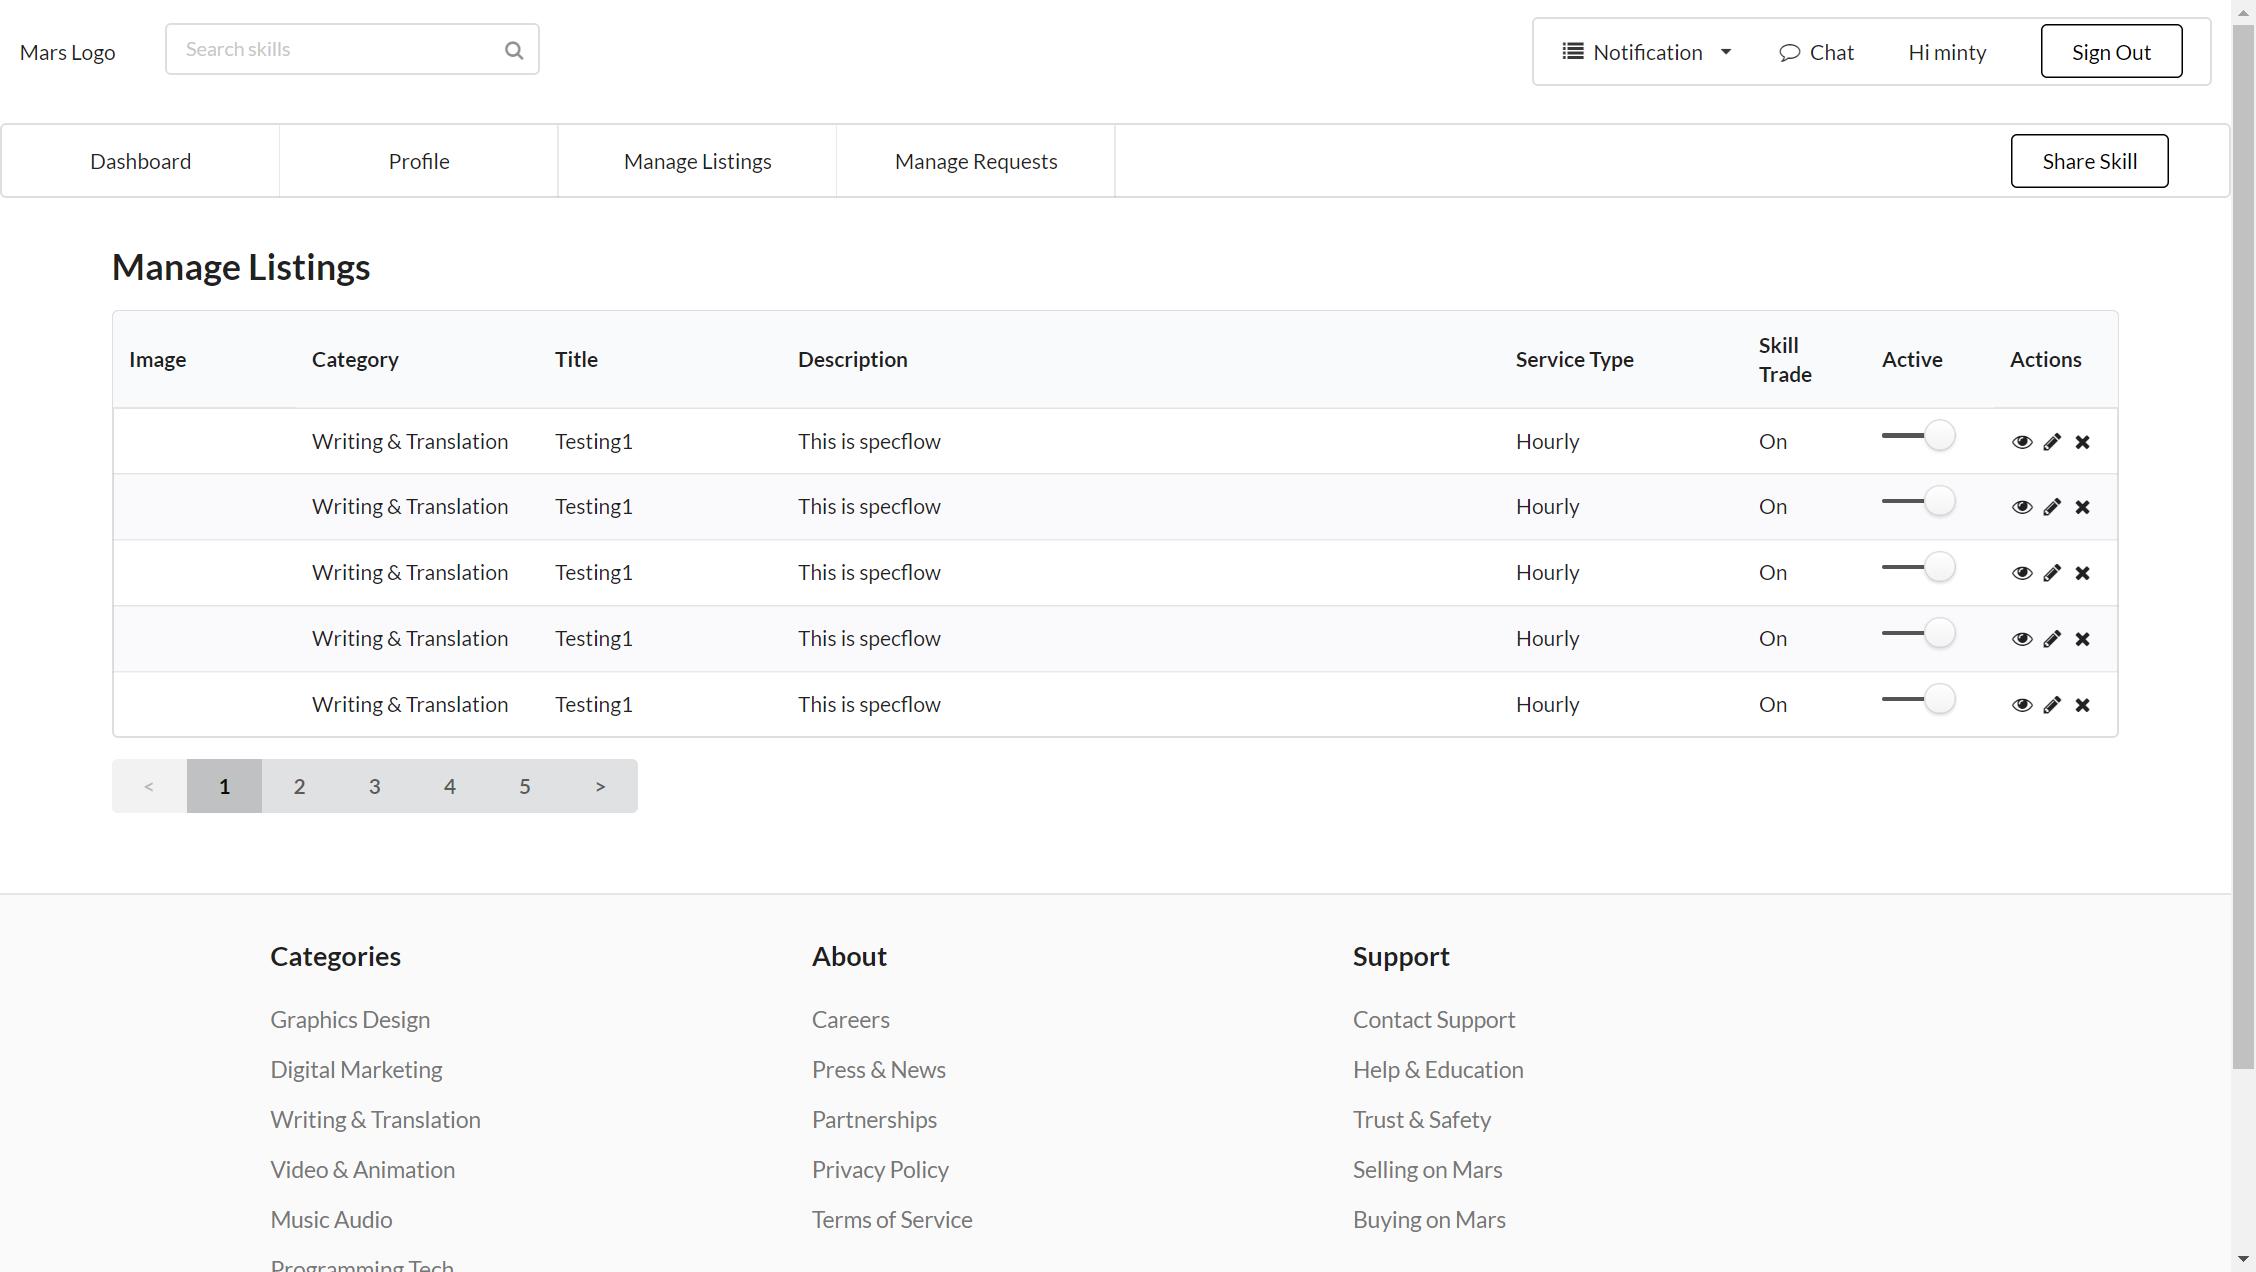 Mars Logo Search skills Notification Chat Hi minty Sign Out
Dashboard Profile Manage Listings Manage Requests Share Skill
Manage Listings
Image Category Title Description Service Type Skill Trade Active Actions
Writing & Translation Testing1 This is specflow Hourly On
Writing & Translation Testing1 This is specflow Hourly On
Writing & Translation Testing1 This is specflow Hourly On
Writing & Translation Testing1 This is specflow Hourly On
Writing & Translation Testing1 This is specflow Hourly On
< 1 2 3 4 5 >
Categories
Graphics Design
Digital Marketing
Writing & Translation
Video & Animation
Music Audio
Programming Tech
About
Careers
Press & News
Partnerships
Privacy Policy
Terms of Service
Support
Contact Support
Help & Education
Trust & Safety
Selling on Mars
Buying on Mars